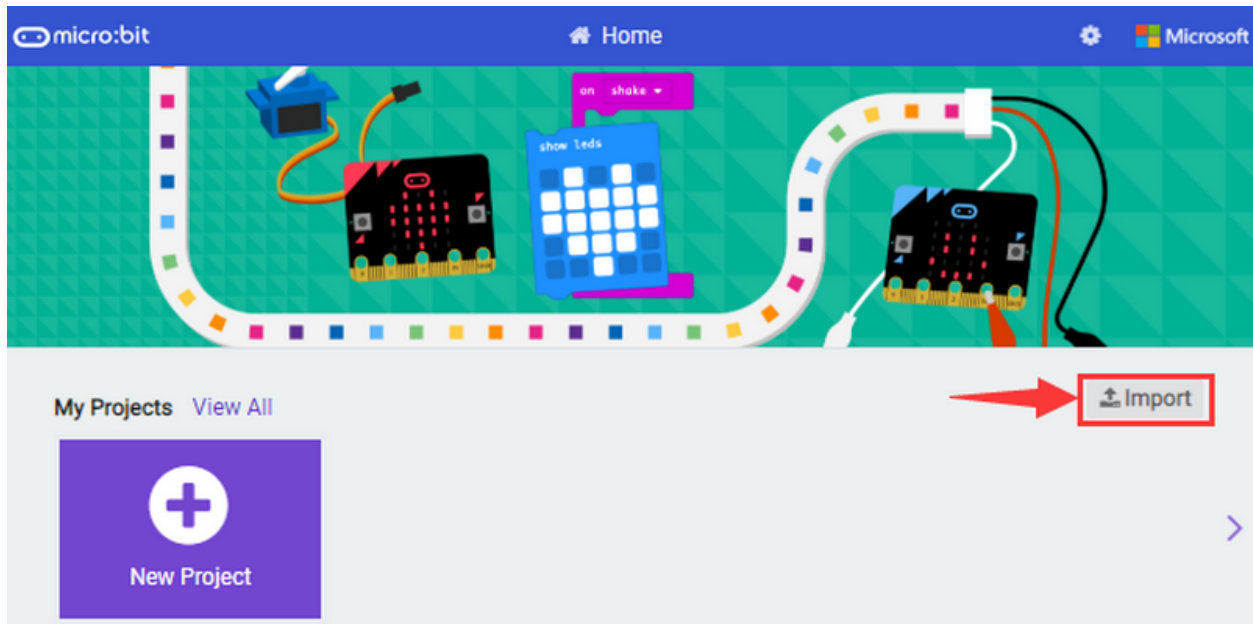 micro:bit
Home
Microsoft
on shake
show leds
My Projects View All
Import
New Project